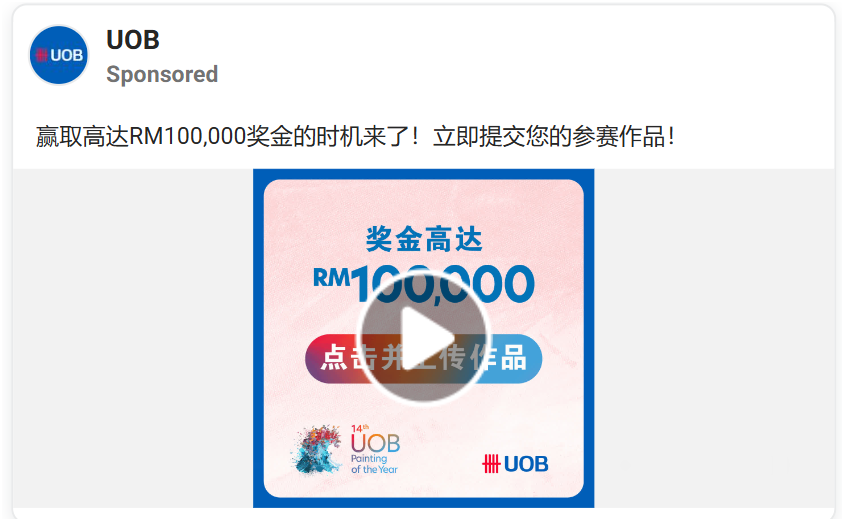 UOB
UOB
Sponsored
赢取高达RM100,000奖金的时机来了！立即提交您的参赛作品！
奖金高达
RM100,000
点击并上传作品
14th
UOB
Painting
of the Year
UOB